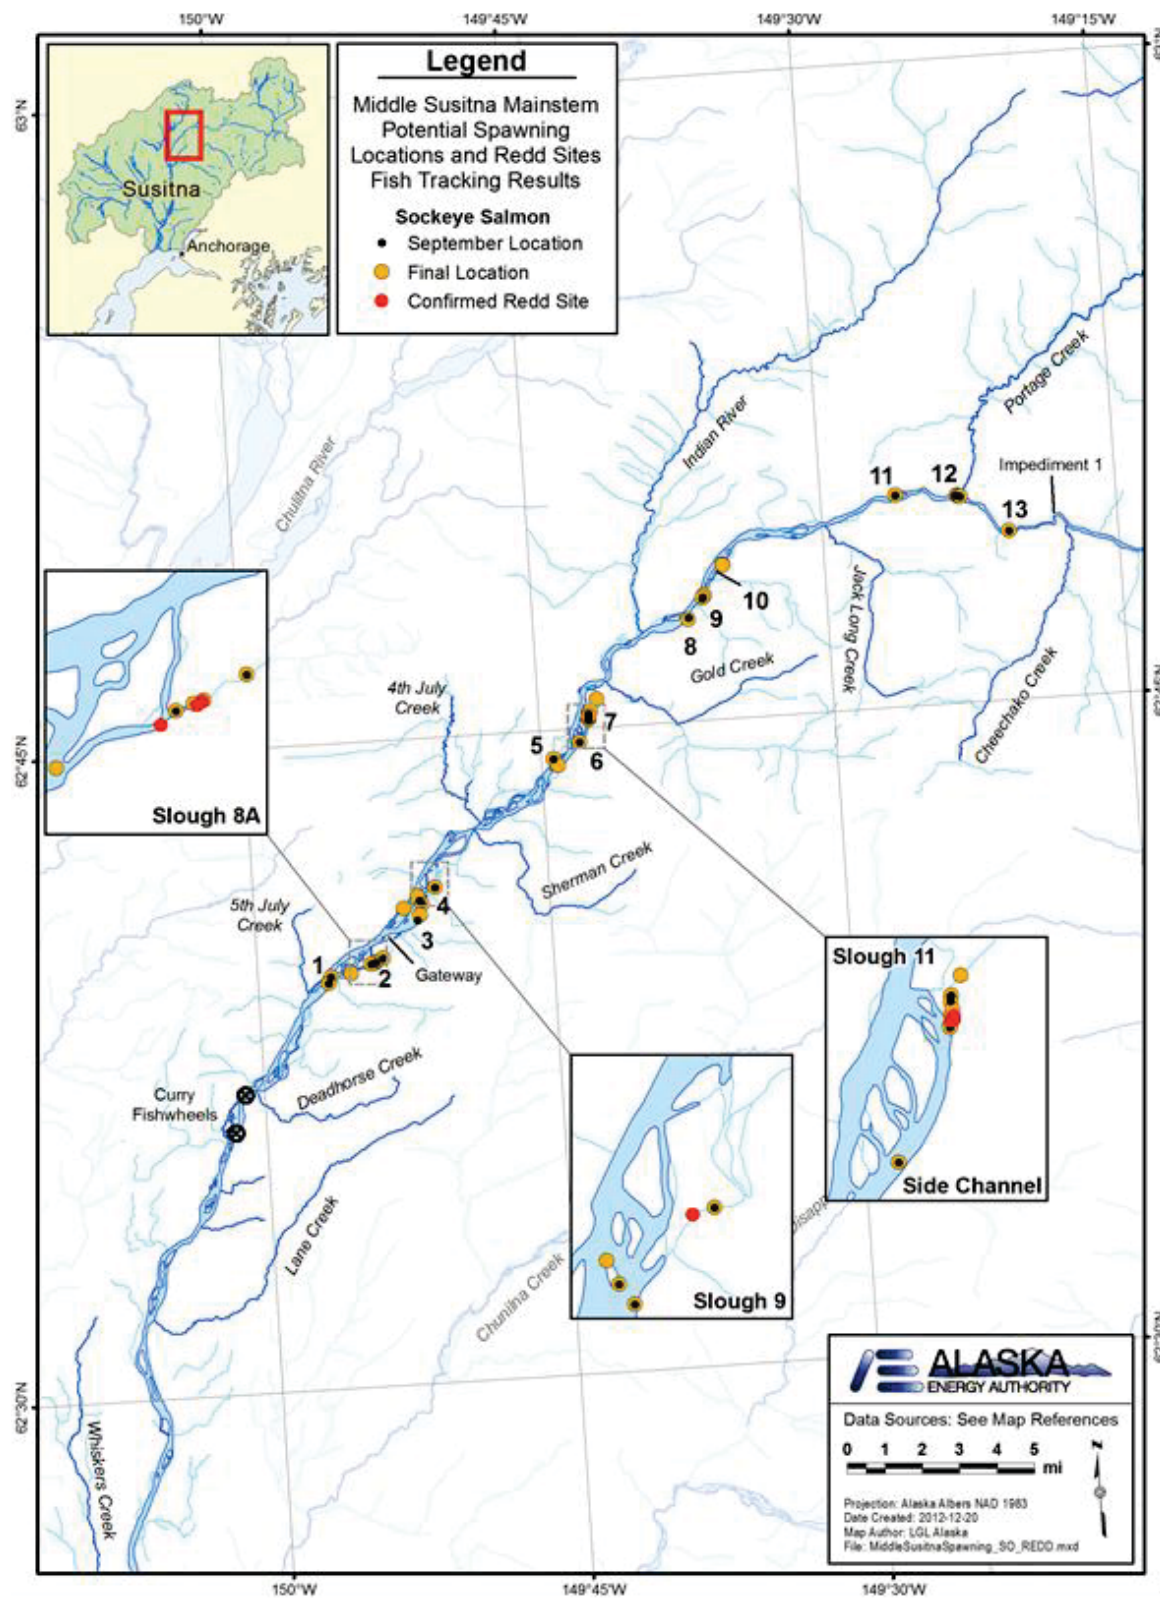 150°W
149°45'W
149°30'W
149°15'W
63°N
Susitna
Anchorage
Legend
Middle Susitna Mainstem
Potential Spawning
Locations and Redd Sites
Fish Tracking Results
Sockeye Salmon
September Location
Final Location
Confirmed Redd Site
Chulitna River
Indian River
Portage Creek
Impediment 1
11
12
13
10
9
8
Jack Long Creek
Cheechako Creek
Gold Creek
62°45'N
62°45'N
4th July
Creek
7
5
6
Slough 8A
Sherman Creek
5th July
Creek
4
3
Gateway
1
2
Slough 11
Side Channel
Deadhorse Creek
Curry
Fishwheels
Lane Creek
Chunilna Creek
Disapp
Slough 9
62°30'N
62°30'N
Whiskers Creek
ALASKA
ENERGY AUTHORITY
Data Sources: See Map References
0 1 2 3 4 5
mi
N
Projection: Alaska Albers NAD 1983
Date Created: 2012-12-20
Map Author: LGL Alaska
File: MiddleSusitnaSpawning_SO_REDD.mxd
150°W
149°45'W
149°30'W